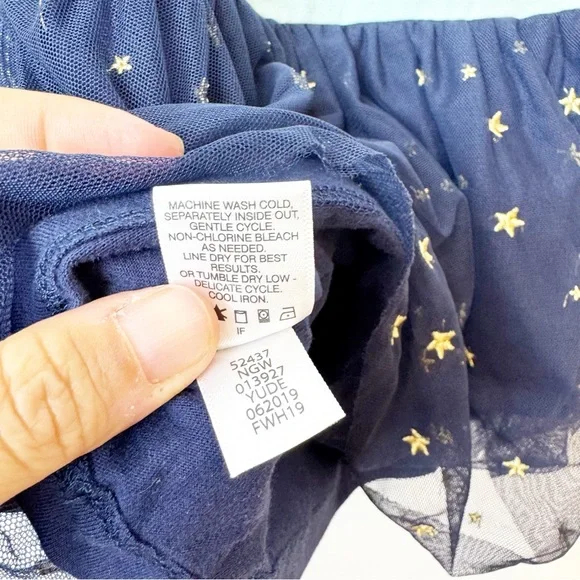 MACHINE WASH COLD,
SEPARATELY INSIDE OUT,
GENTLE CYCLE.
NON-CHLORINE BLEACH
AS NEEDED.
LINE DRY FOR BEST
RESULTS.
OR TUMBLE DRY LOW -
DELICATE CYCLE.
COOL IRON.
IF
52437
NGW
013927
YUDE
062019
FWH19